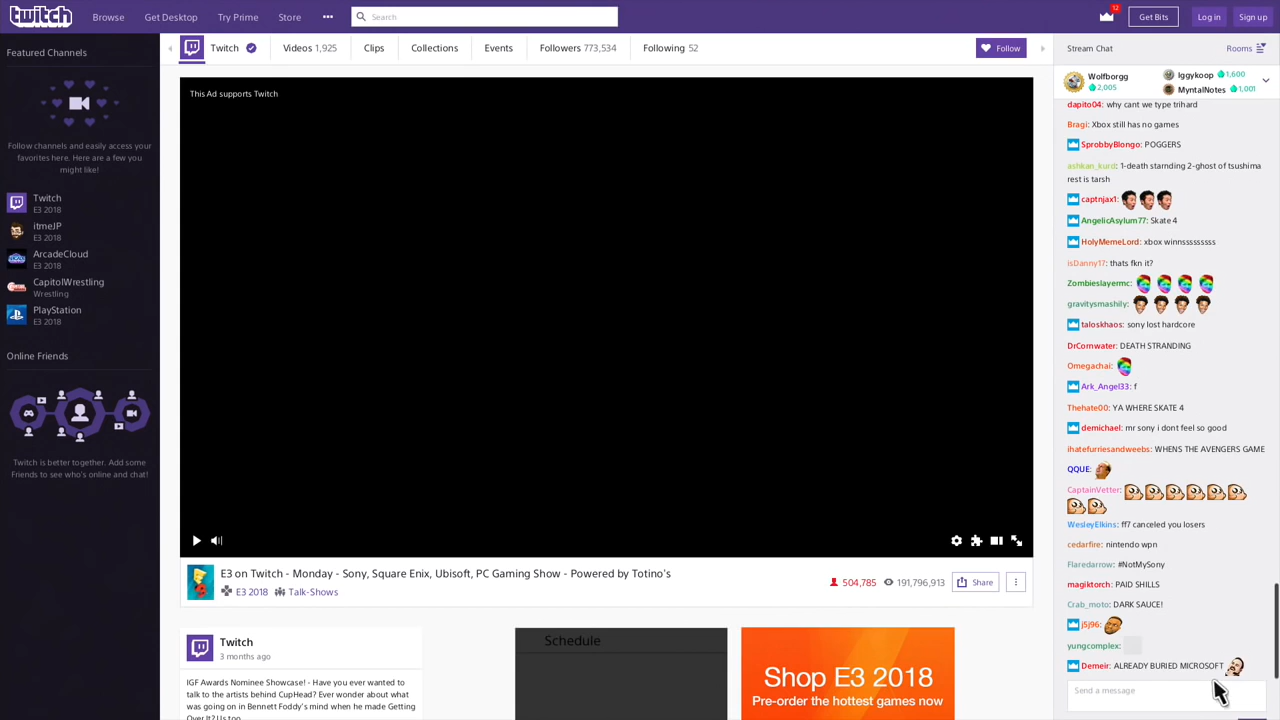 twitch Browse Get Desktop Try Prime Store Search 12 Get Bits Log in Sign up
Featured Channels
Follow channels and easily access your
favorites here. Here are a few you
might like!
Twitch
E3 2018
itmeJP
E3 2018
ArcadeCloud
E3 2018
CapitolWrestling
Wrestling
PlayStation
E3 2018
Online Friends
Twitch is better together. Add some
Friends to see who's online and chat!
Twitch Videos 1,925 Clips Collections Events Followers 773,534 Following 52 Follow
This Ad supports Twitch
E3 on Twitch - Monday - Sony, Square Enix, Ubisoft, PC Gaming Show - Powered by Totino's
E3 2018 Talk-Shows
504,785 191,796,913 Share
Twitch
3 months ago
IGF Awards Nominee Showcase! - Have you ever wanted to
talk to the artists behind CupHead? Ever wonder about what
was going on in Bennett Foddy's mind when he made Getting
Over It? Us too.
Schedule
Shop E3 2018
Pre-order the hottest games now
Stream Chat Rooms
Wolfborgg
2,005
Iggykoop 1,600
MyntalNotes 1,001
dapito04: why cant we type trihard
Bragi: Xbox still has no games
SprobbyBlongo: POGGERS
ashkan_kurd: 1-death starnding 2-ghost of tsushima
rest is tarsh
captnjax1:
AngelicAsylum77: Skate 4
HolyMemeLord: xbox winnsssssssss
isDanny17: thats fkn it?
Zombieslayermc:
gravitysmashily:
taloskhaos: sony lost hardcore
DrCornwater: DEATH STRANDING
Omegachai:
Ark_Angel33: f
Thehate00: YA WHERE SKATE 4
demichael: mr sony i dont feel so good
ihatefurriesandweebs: WHENS THE AVENGERS GAME
QQUE:
CaptainVetter:
WesleyElkins: ff7 canceled you losers
cedarfire: nintendo wpn
Flaredarrow: #NotMySony
magiktorch: PAID SHILLS
Crab_moto: DARK SAUCE!
j5j96:
yungcomplex:
Demeir: ALREADY BURIED MICROSOFT
Send a message